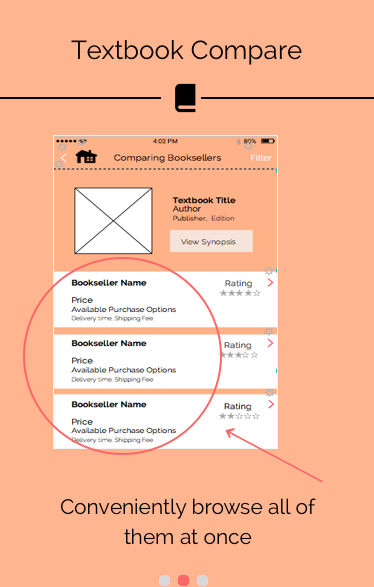 Textbook Compare
4:02 PM
80%
Comparing Booksellers
Filter
Textbook Title
Author
Publisher, Edition
View Synopsis
Bookseller Name
Rating
Price
Available Purchase Options
Delivery time, Shipping Fee
Bookseller Name
Rating
Price
Available Purchase Options
Delivery time, Shipping Fee
Bookseller Name
Rating
Price
Available Purchase Options
Delivery time, Shipping Fee
Conveniently browse all of
them at once